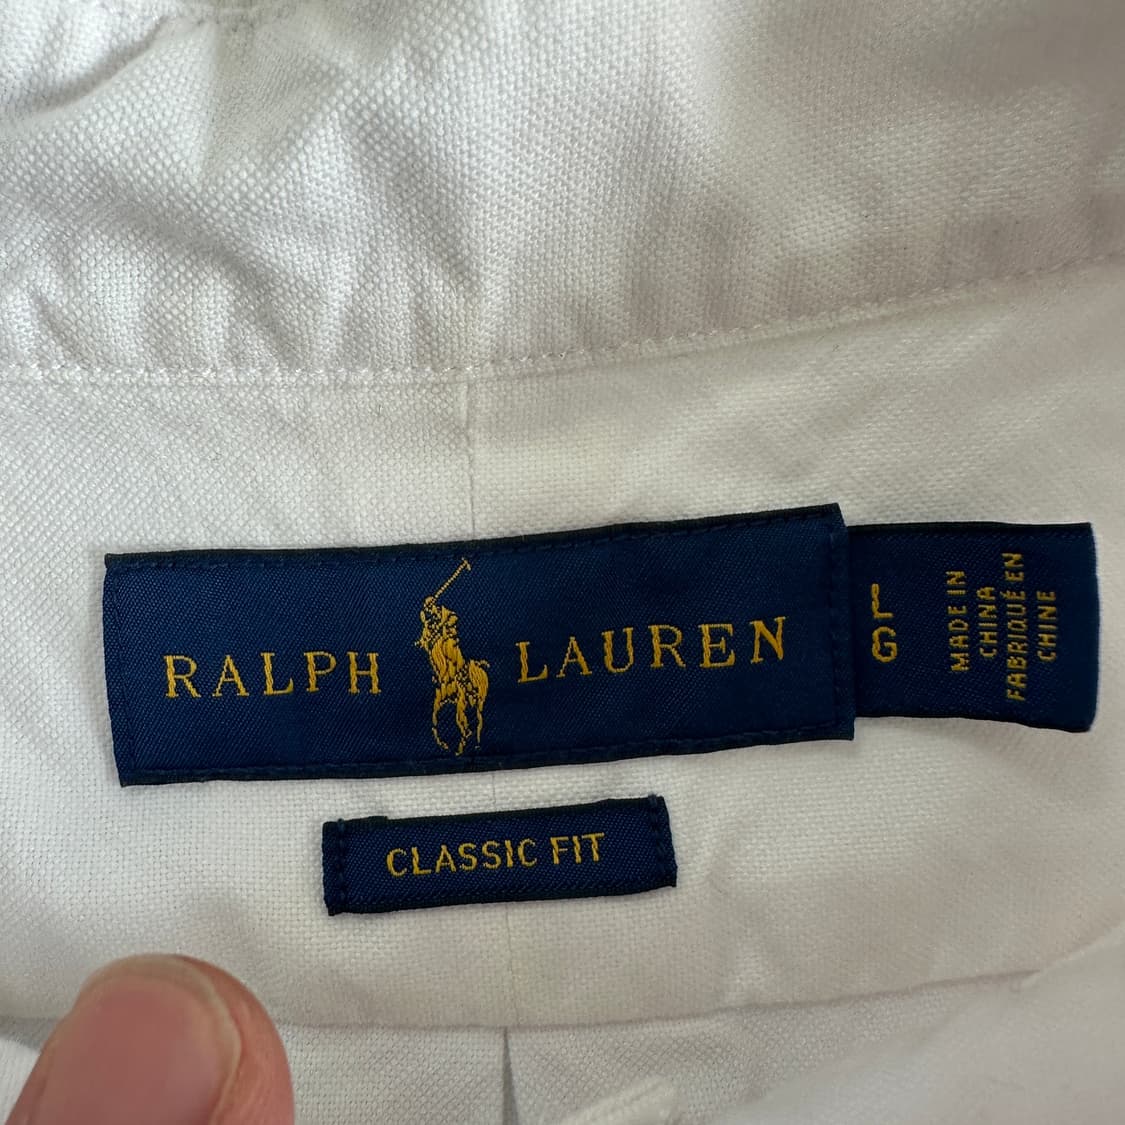 RALPH LAUREN
CLASSIC FIT
L
G
MADE IN
CHINA
FABRIQUÉ EN
CHINE